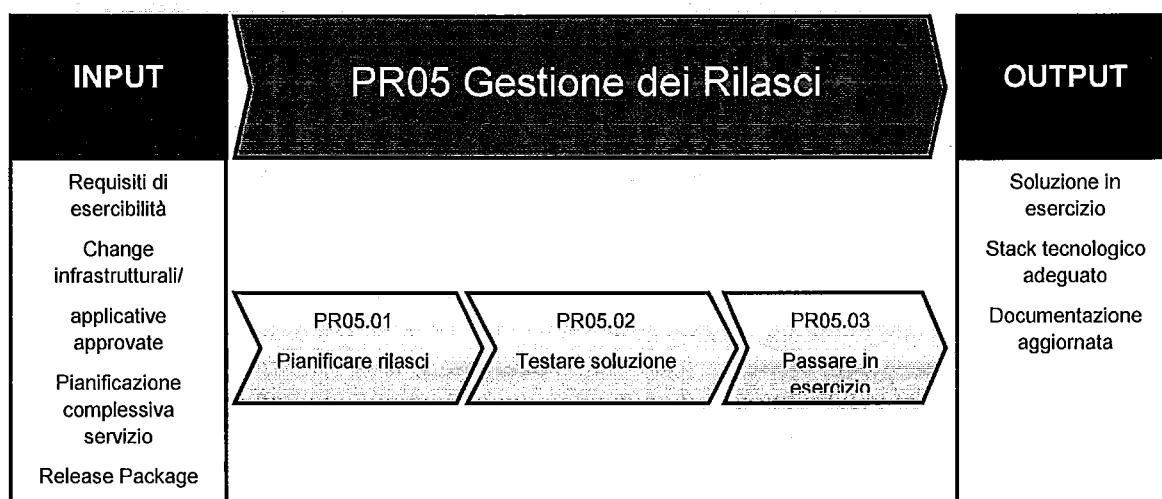 INPUT
PR05 Gestione dei Rilasci
OUTPUT
Requisiti di
esercibilità
Change
infrastrutturali/
applicative
approvate
Pianificazione
complessiva
servizio
Release Package
PR05.01
Pianificare rilasci
PR05.02
Testare soluzione
PR05.03
Passare in
esercizio
Soluzione in
esercizio
Stack tecnologico
adeguato
Documentazione
aggiornata